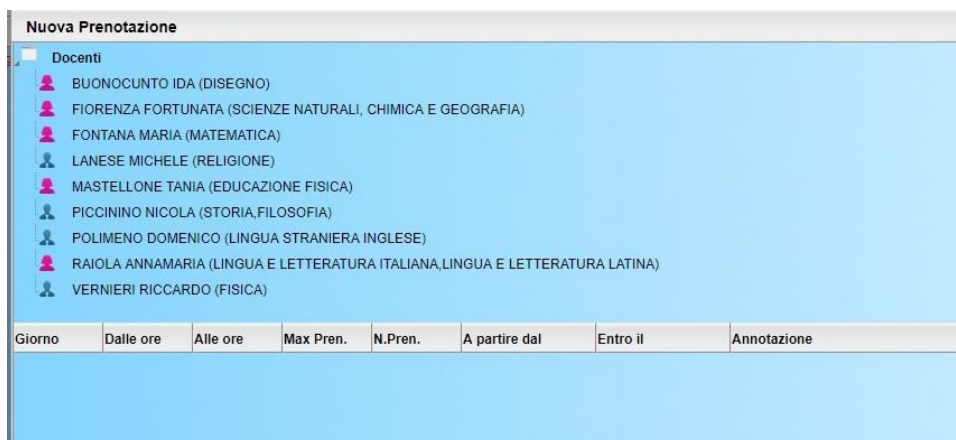 Nuova Prenotazione
Docenti
BUONOCUNTO IDA (DISEGNO)
FIORENZA FORTUNATA (SCIENZE NATURALI, CHIMICA E GEOGRAFIA)
FONTANA MARIA (MATEMATICA)
LANESE MICHELE (RELIGIONE)
MASTELLONE TANIA (EDUCAZIONE FISICA)
PICCININO NICOLA (STORIA,FILOSOFIA)
POLIMENO DOMENICO (LINGUA STRANIERA INGLESE)
RAIOLA ANNAMARIA (LINGUA E LETTERATURA ITALIANA,LINGUA E LETTERATURA LATINA)
VERNIERI RICCARDO (FISICA)
Giorno Dalle ore Alle ore Max Pren. N.Pren. A partire dal Entro il Annotazione